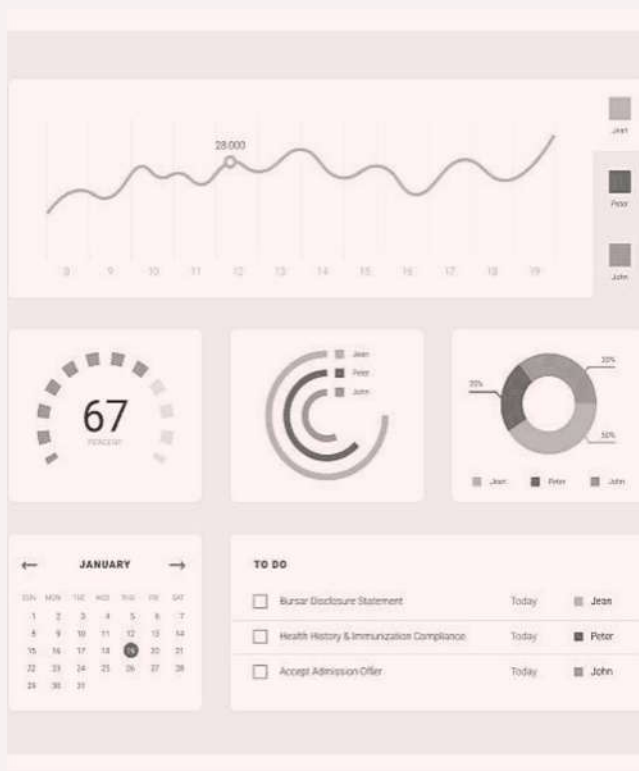 28.000
Jean
Peter
John
8 9 10 11 12 13 14 15 16 17 18 19
67
PERCENT
Jean
Peter
John
20%
20%
50%
Jean Peter John
JANUARY
SUN MON TUE WED THU FRI SAT
1 2 3 4 5 6 7
8 9 10 11 12 13 14
15 16 17 18 19 20 21
22 23 24 25 26 27 28
29 30 31
TO DO
Bursar Disclosure Statement Today Jean
Health History & Immunization Compliance Today Peter
Accept Admission Offer Today John